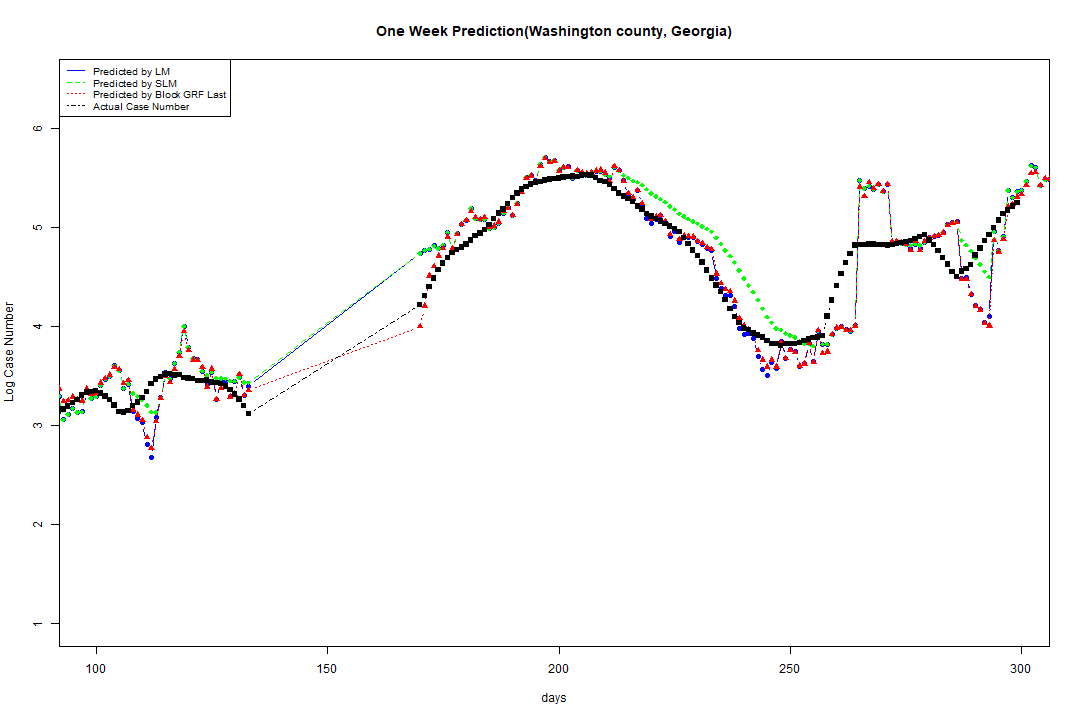 One Week Prediction(Washington county, Georgia)
Predicted by LM
Predicted by SLM
Predicted by Block GRF Last
Actual Case Number
6
5
4
3
2
1
Log Case Number
100 150 200 250 300
days